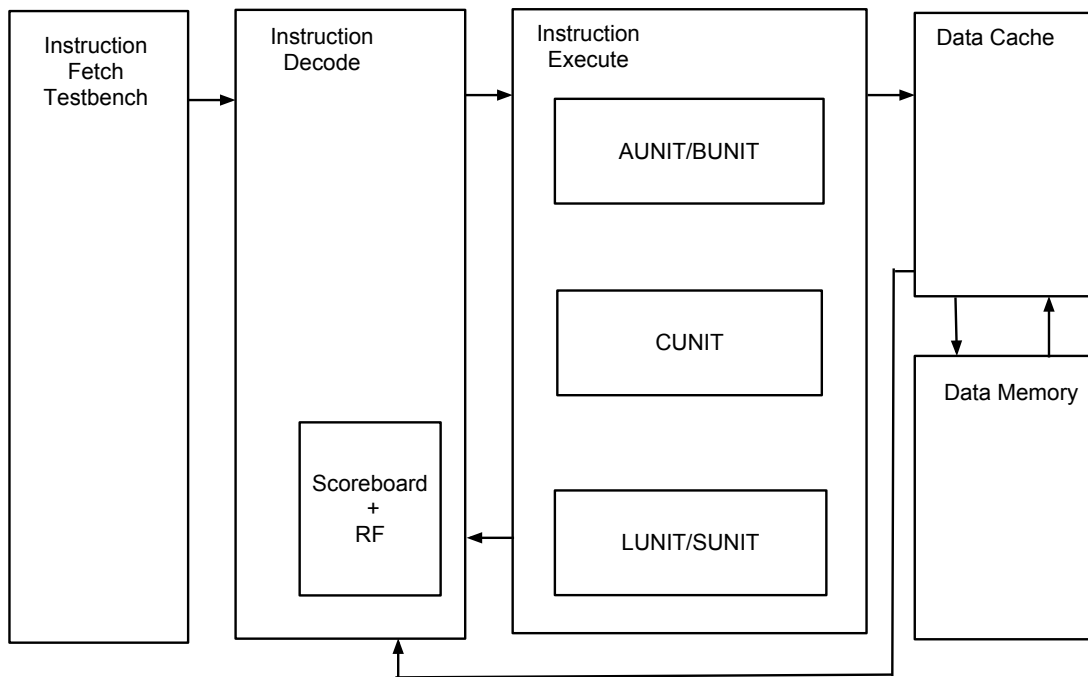 Instruction
Fetch
Testbench
Instruction
Decode
Scoreboard
+
RF
Instruction
Execute
AUNIT/BUNIT
CUNIT
LUNIT/SUNIT
Data Cache
Data Memory